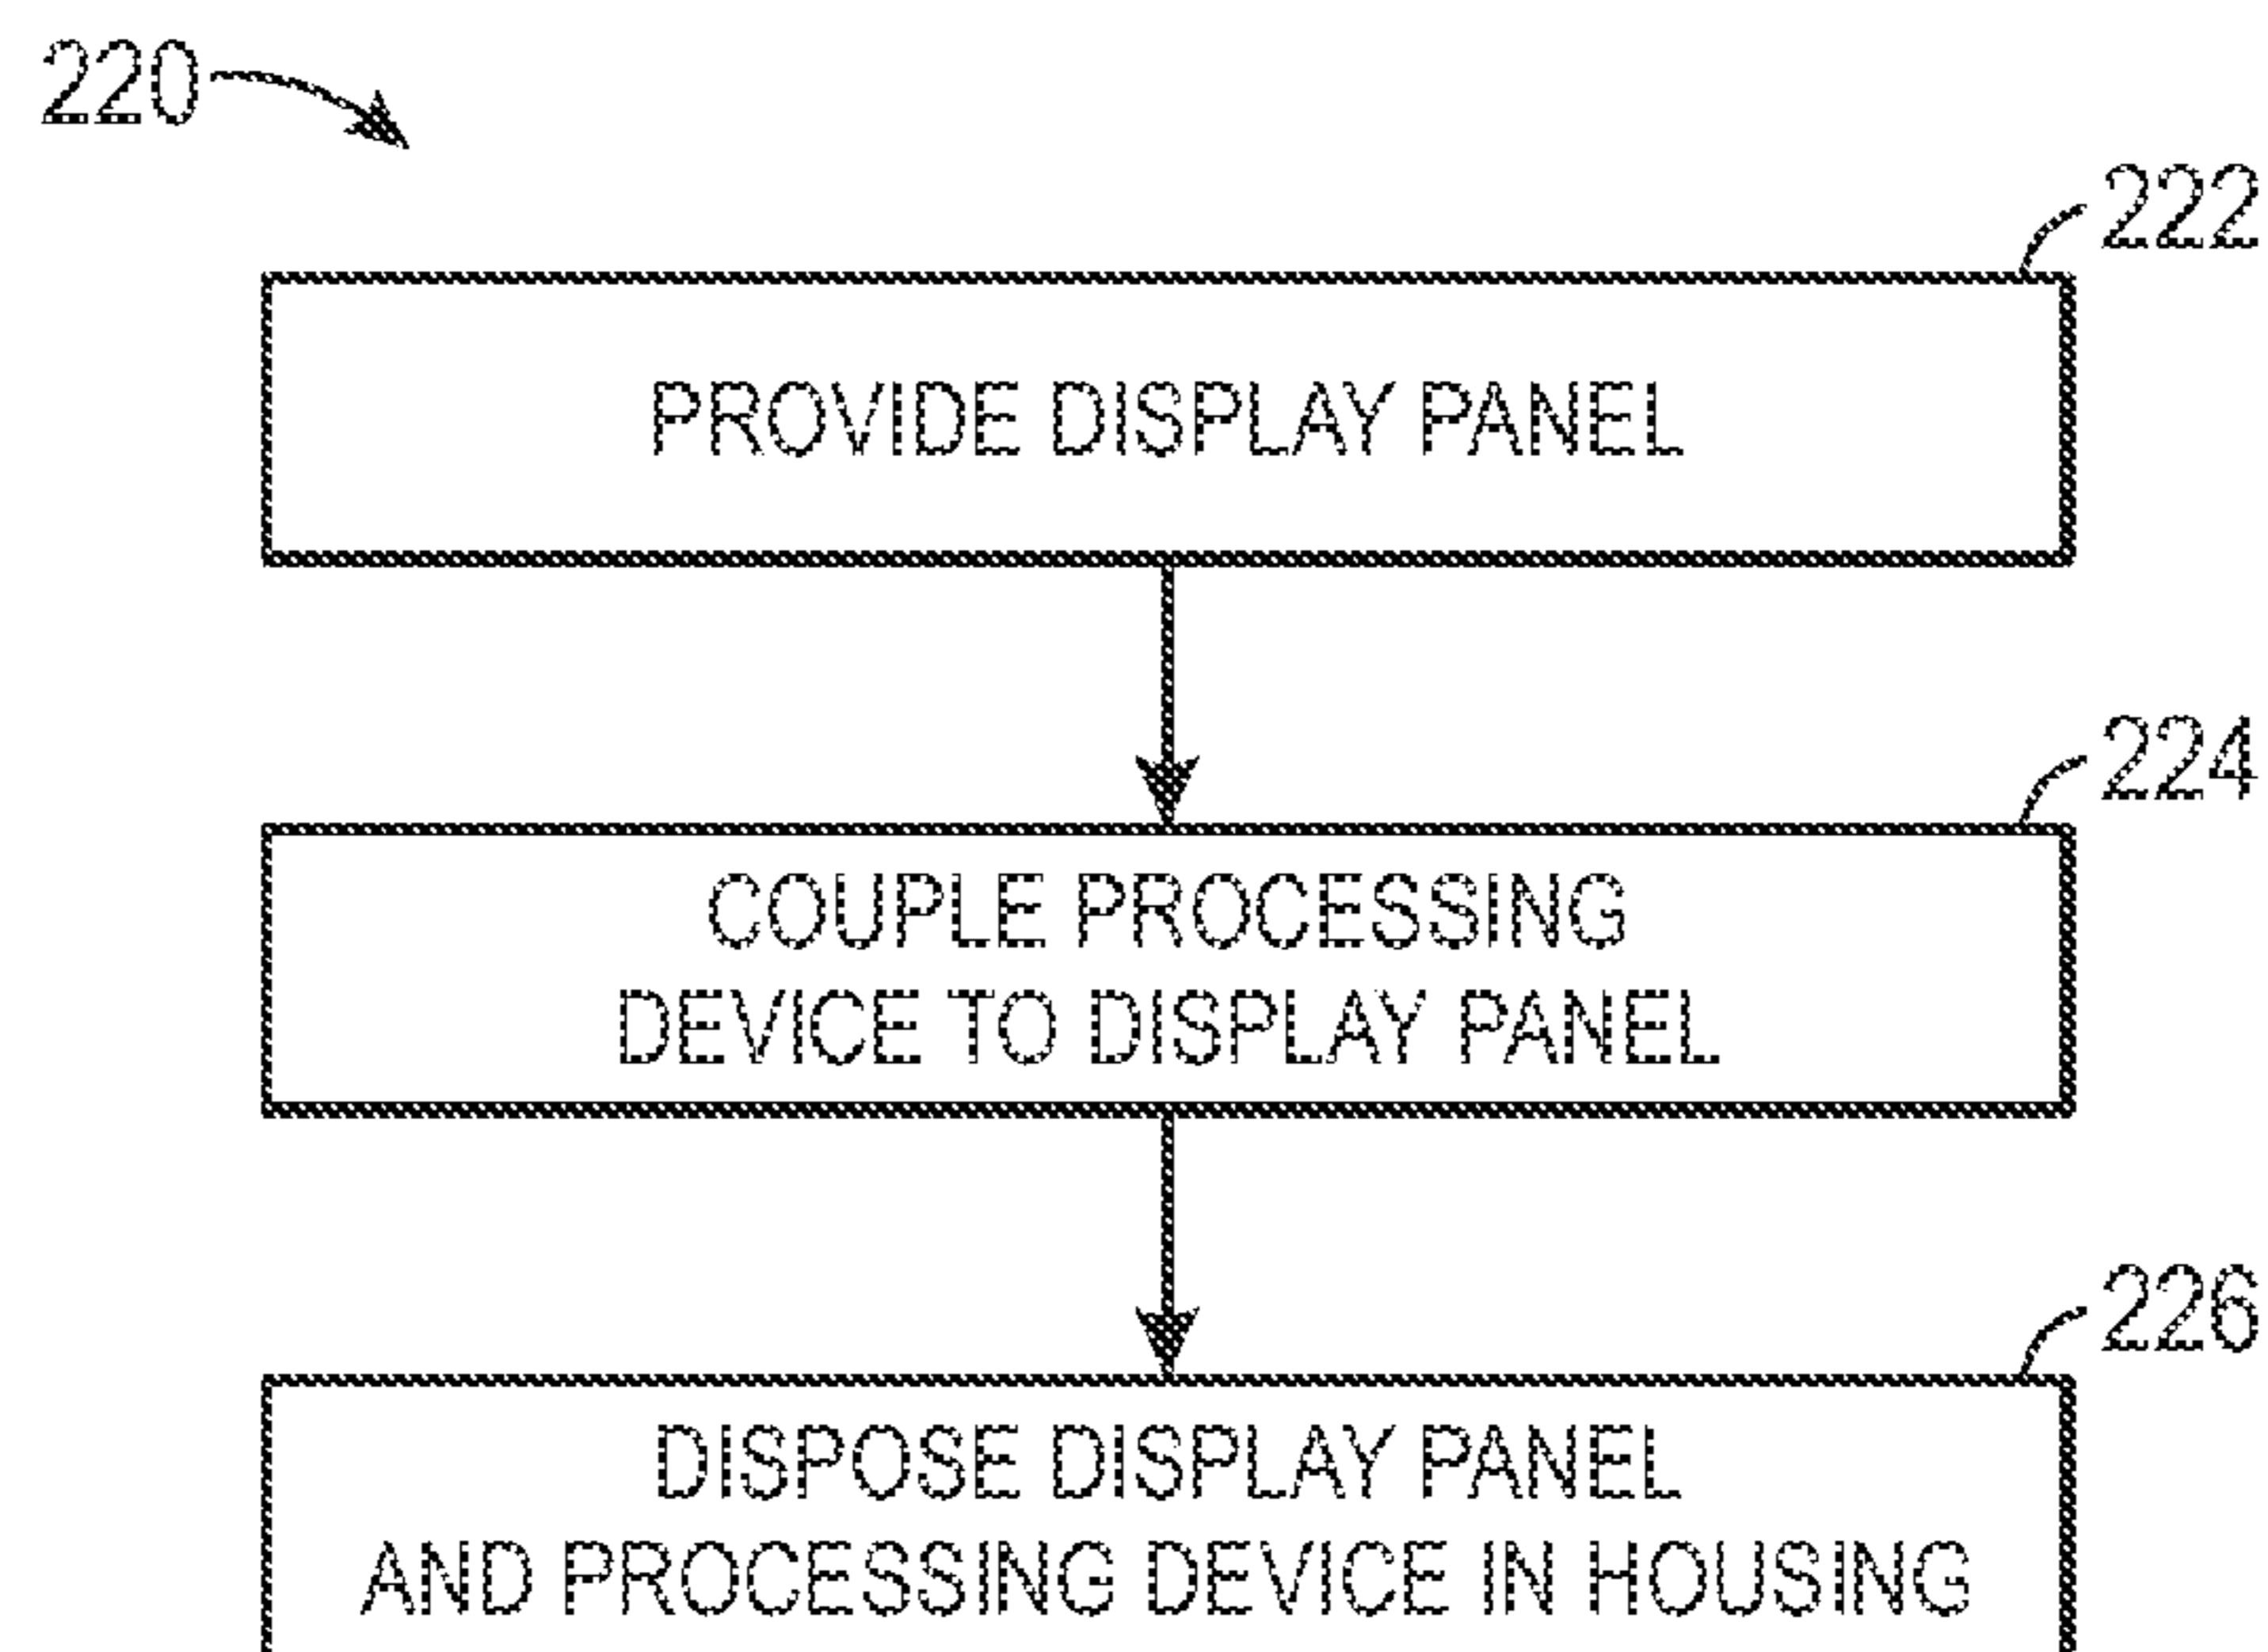 220
222
PROVIDE DISPLAY PANEL
224
COUPLE PROCESSING
DEVICE TO DISPLAY PANEL
226
DISPOSE DISPLAY PANEL
AND PROCESSING DEVICE IN HOUSING